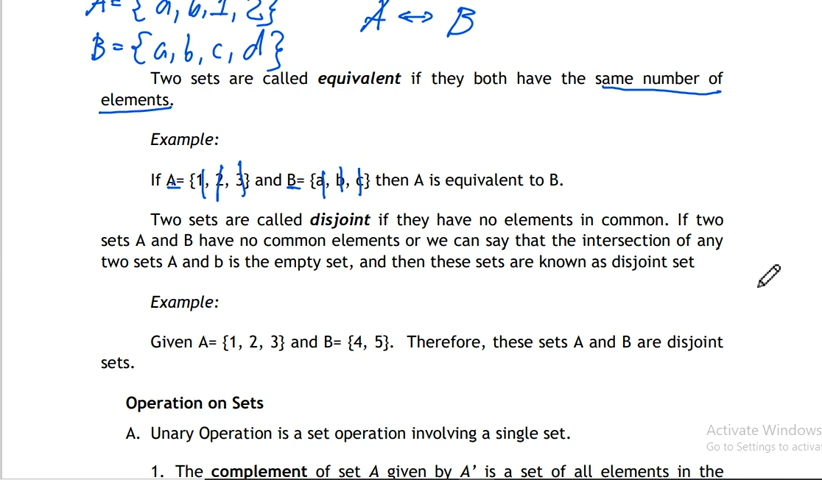 A= {a, b, 1, 2}
A ⇔ B
B= {a, b, c, d}
Two sets are called equivalent if they both have the same number of
elements.
Example:
If A= {1, 2, 3} and B= {a, b, c} then A is equivalent to B.
Two sets are called disjoint if they have no elements in common. If two
sets A and B have no common elements or we can say that the intersection of any
two sets A and b is the empty set, and then these sets are known as disjoint set
Example:
Given A= {1, 2, 3} and B= {4, 5}. Therefore, these sets A and B are disjoint
sets.
Operation on Sets
A. Unary Operation is a set operation involving a single set.
Activate Windows
Go to Settings to activa
1. The complement of set A given by A' is a set of all elements in the